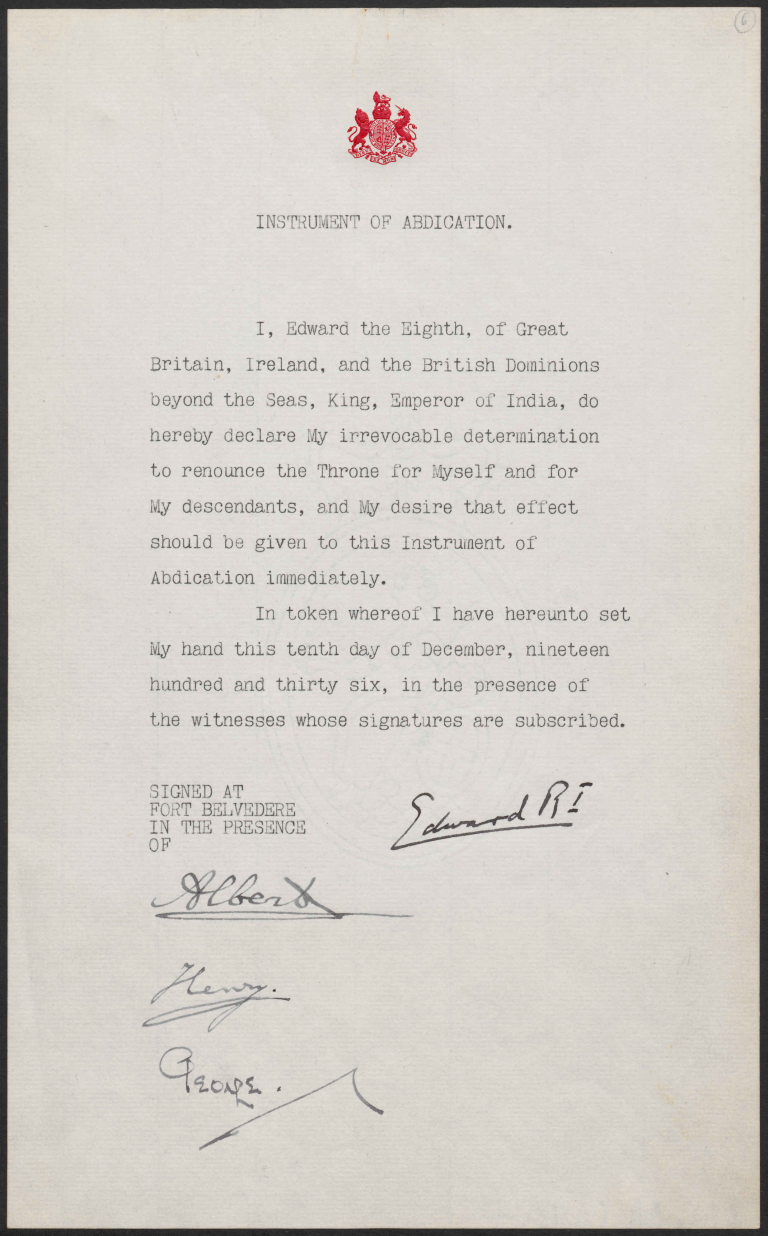 6
INSTRUMENT OF ABDICATION.
I, Edward the Eighth, of Great
Britain, Ireland, and the British Dominions
beyond the Seas, King, Emperor of India, do
hereby declare My irrevocable determination
to renounce the Throne for Myself and for
My descendants, and My desire that effect
should be given to this Instrument of
Abdication immediately.
In token whereof I have hereunto set
My hand this tenth day of December, nineteen
hundred and thirty six, in the presence of
the witnesses whose signatures are subscribed.
SIGNED AT
FORT BELVEDERE
IN THE PRESENCE
OF
Edward RI
Albert
Henry.
George.